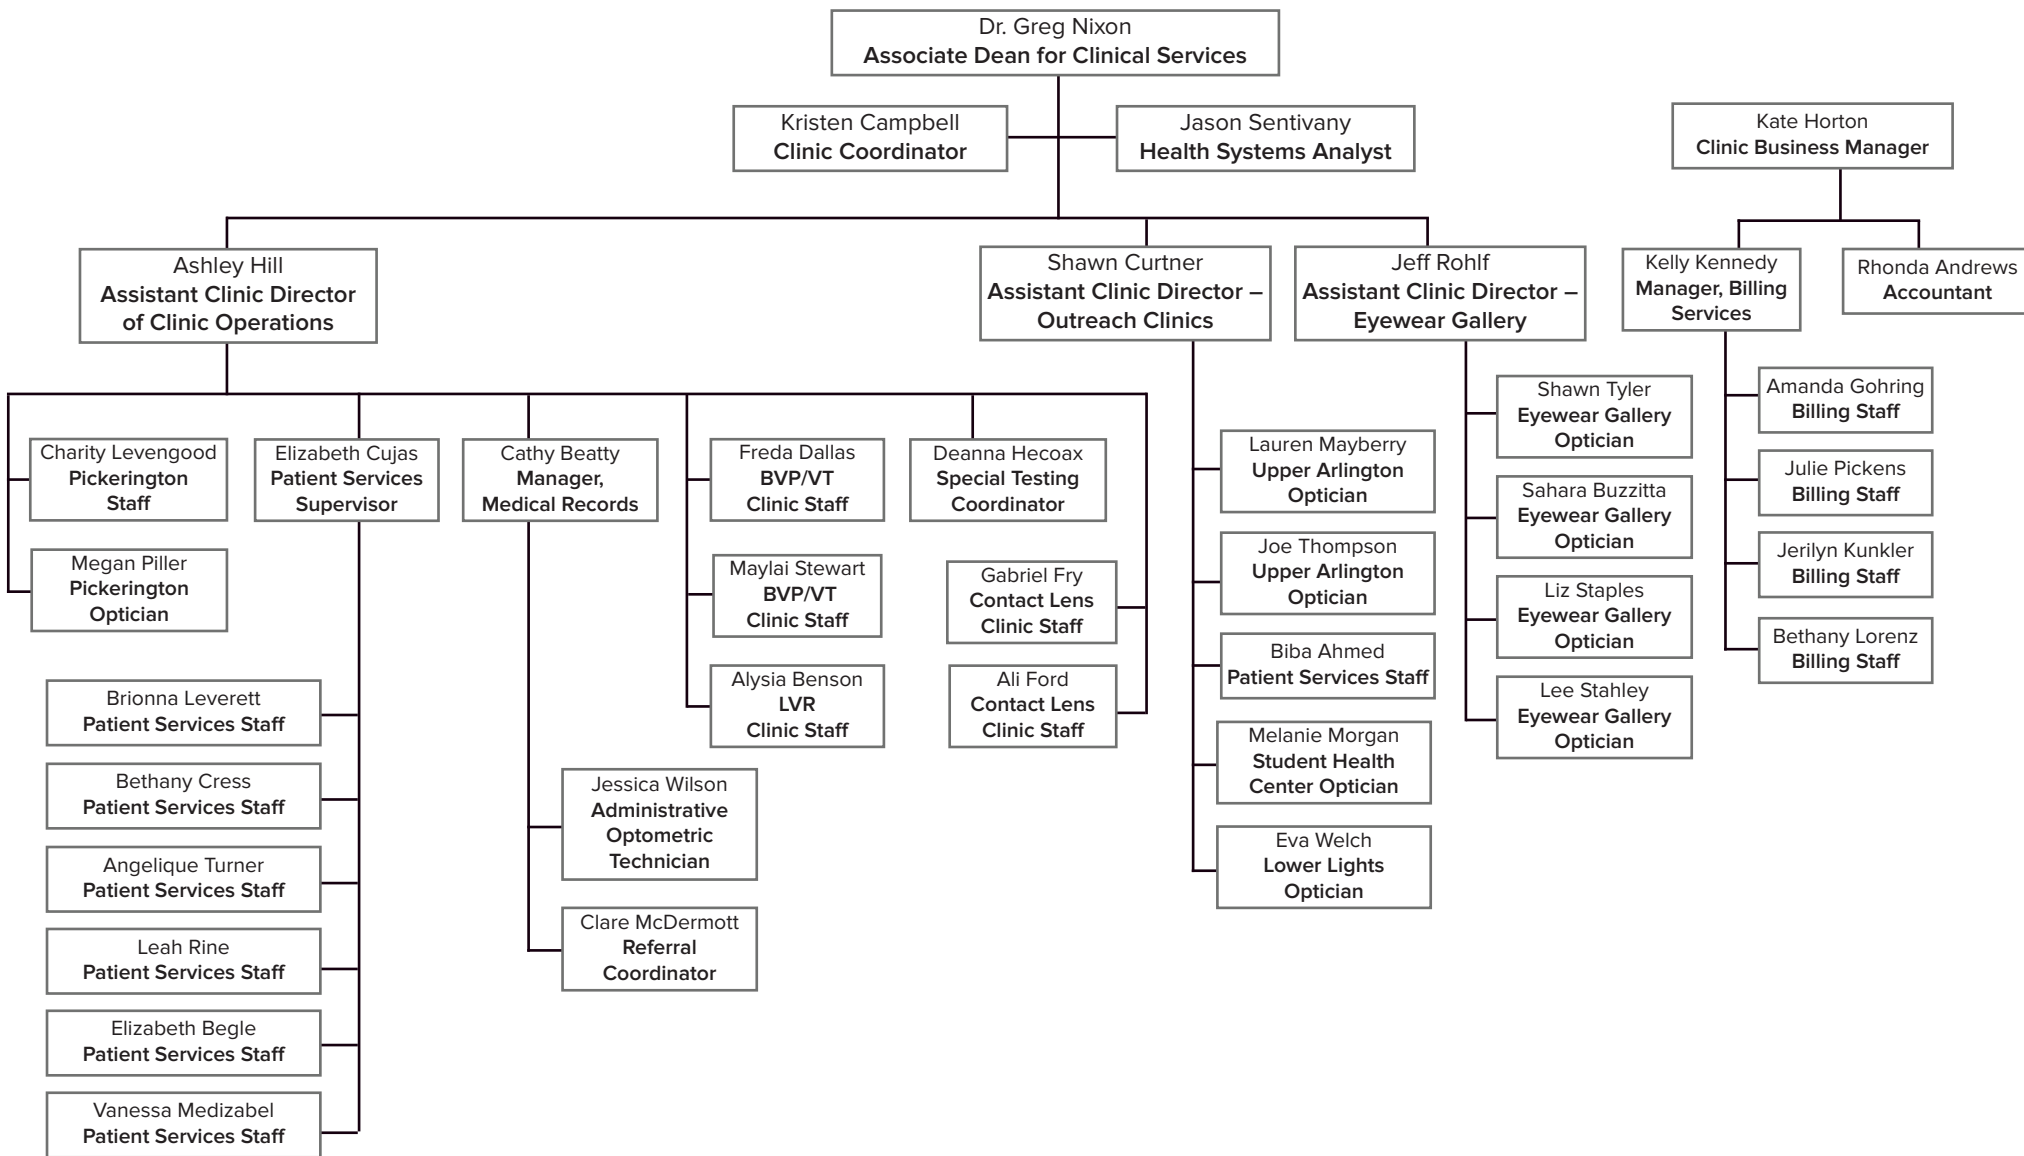 Dr. Greg Nixon
Associate Dean for Clinical Services
Kristen Campbell
Clinic Coordinator
Jason Sentivany
Health Systems Analyst
Kate Horton
Clinic Business Manager
Ashley Hill
Assistant Clinic Director
of Clinic Operations
Shawn Curtner
Assistant Clinic Director –
Outreach Clinics
Jeff Rohlf
Assistant Clinic Director –
Eyewear Gallery
Kelly Kennedy
Manager, Billing
Services
Rhonda Andrews
Accountant
Charity Levengood
Pickerington
Staff
Megan Piller
Pickerington
Optician
Elizabeth Cujas
Patient Services
Supervisor
Brionna Leverett
Patient Services Staff
Bethany Cress
Patient Services Staff
Angelique Turner
Patient Services Staff
Leah Rine
Patient Services Staff
Elizabeth Begle
Patient Services Staff
Vanessa Medizabel
Patient Services Staff
Cathy Beatty
Manager,
Medical Records
Jessica Wilson
Administrative
Optometric
Technician
Clare McDermott
Referral
Coordinator
Freda Dallas
BVP/VT
Clinic Staff
Maylai Stewart
BVP/VT
Clinic Staff
Alysia Benson
LVR
Clinic Staff
Deanna Hecoax
Special Testing
Coordinator
Gabriel Fry
Contact Lens
Clinic Staff
Ali Ford
Contact Lens
Clinic Staff
Lauren Mayberry
Upper Arlington
Optician
Joe Thompson
Upper Arlington
Optician
Biba Ahmed
Patient Services Staff
Melanie Morgan
Student Health
Center Optician
Eva Welch
Lower Lights
Optician
Shawn Tyler
Eyewear Gallery
Optician
Sahara Buzzitta
Eyewear Gallery
Optician
Liz Staples
Eyewear Gallery
Optician
Lee Stahley
Eyewear Gallery
Optician
Amanda Gohring
Billing Staff
Julie Pickens
Billing Staff
Jerilyn Kunkler
Billing Staff
Bethany Lorenz
Billing Staff